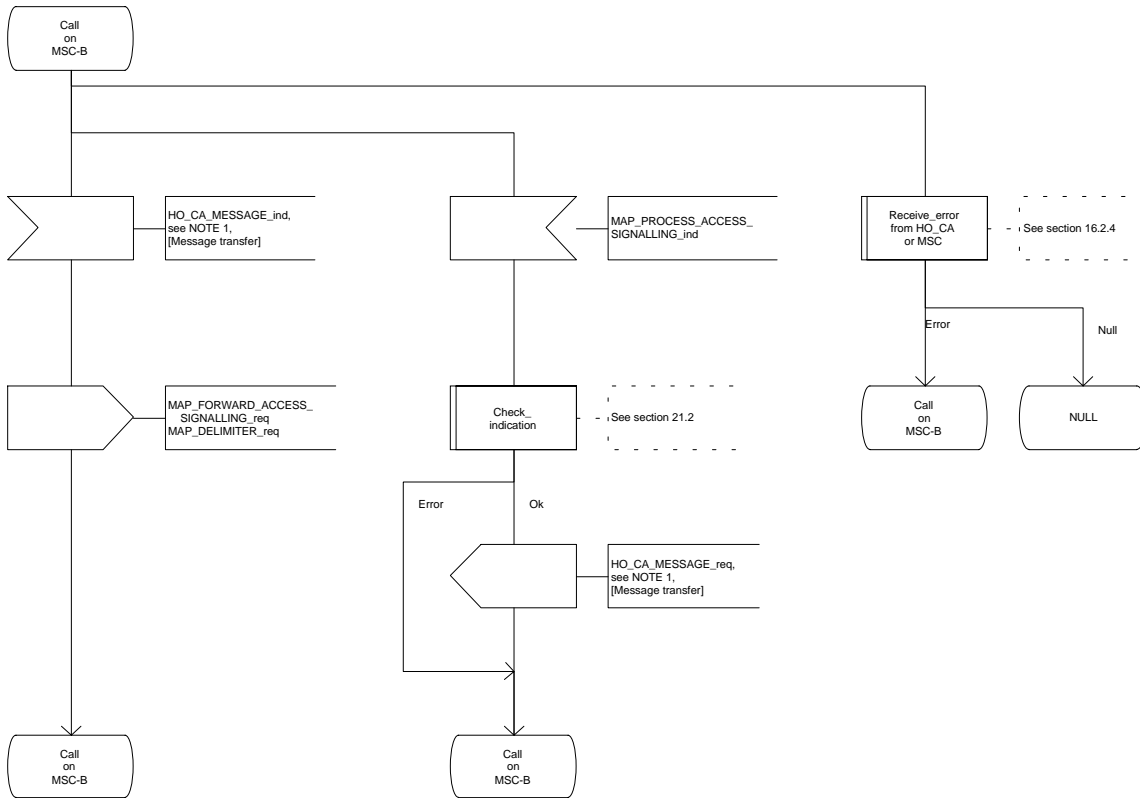 Call
on
MSC-B
HO_CA_MESSAGE_ind,
see NOTE 1,
[Message transfer]
MAP_PROCESS_ACCESS_
SIGNALLING_ind
Receive_error
from HO_CA
or MSC
See section 16.2.4
Error
Null
MAP_FORWARD_ACCESS_
SIGNALLING_req
MAP_DELIMITER_req
Check_
indication
See section 21.2
Call
on
MSC-B
NULL
Error
Ok
HO_CA_MESSAGE_req,
see NOTE 1,
[Message transfer]
Call
on
MSC-B
Call
on
MSC-B